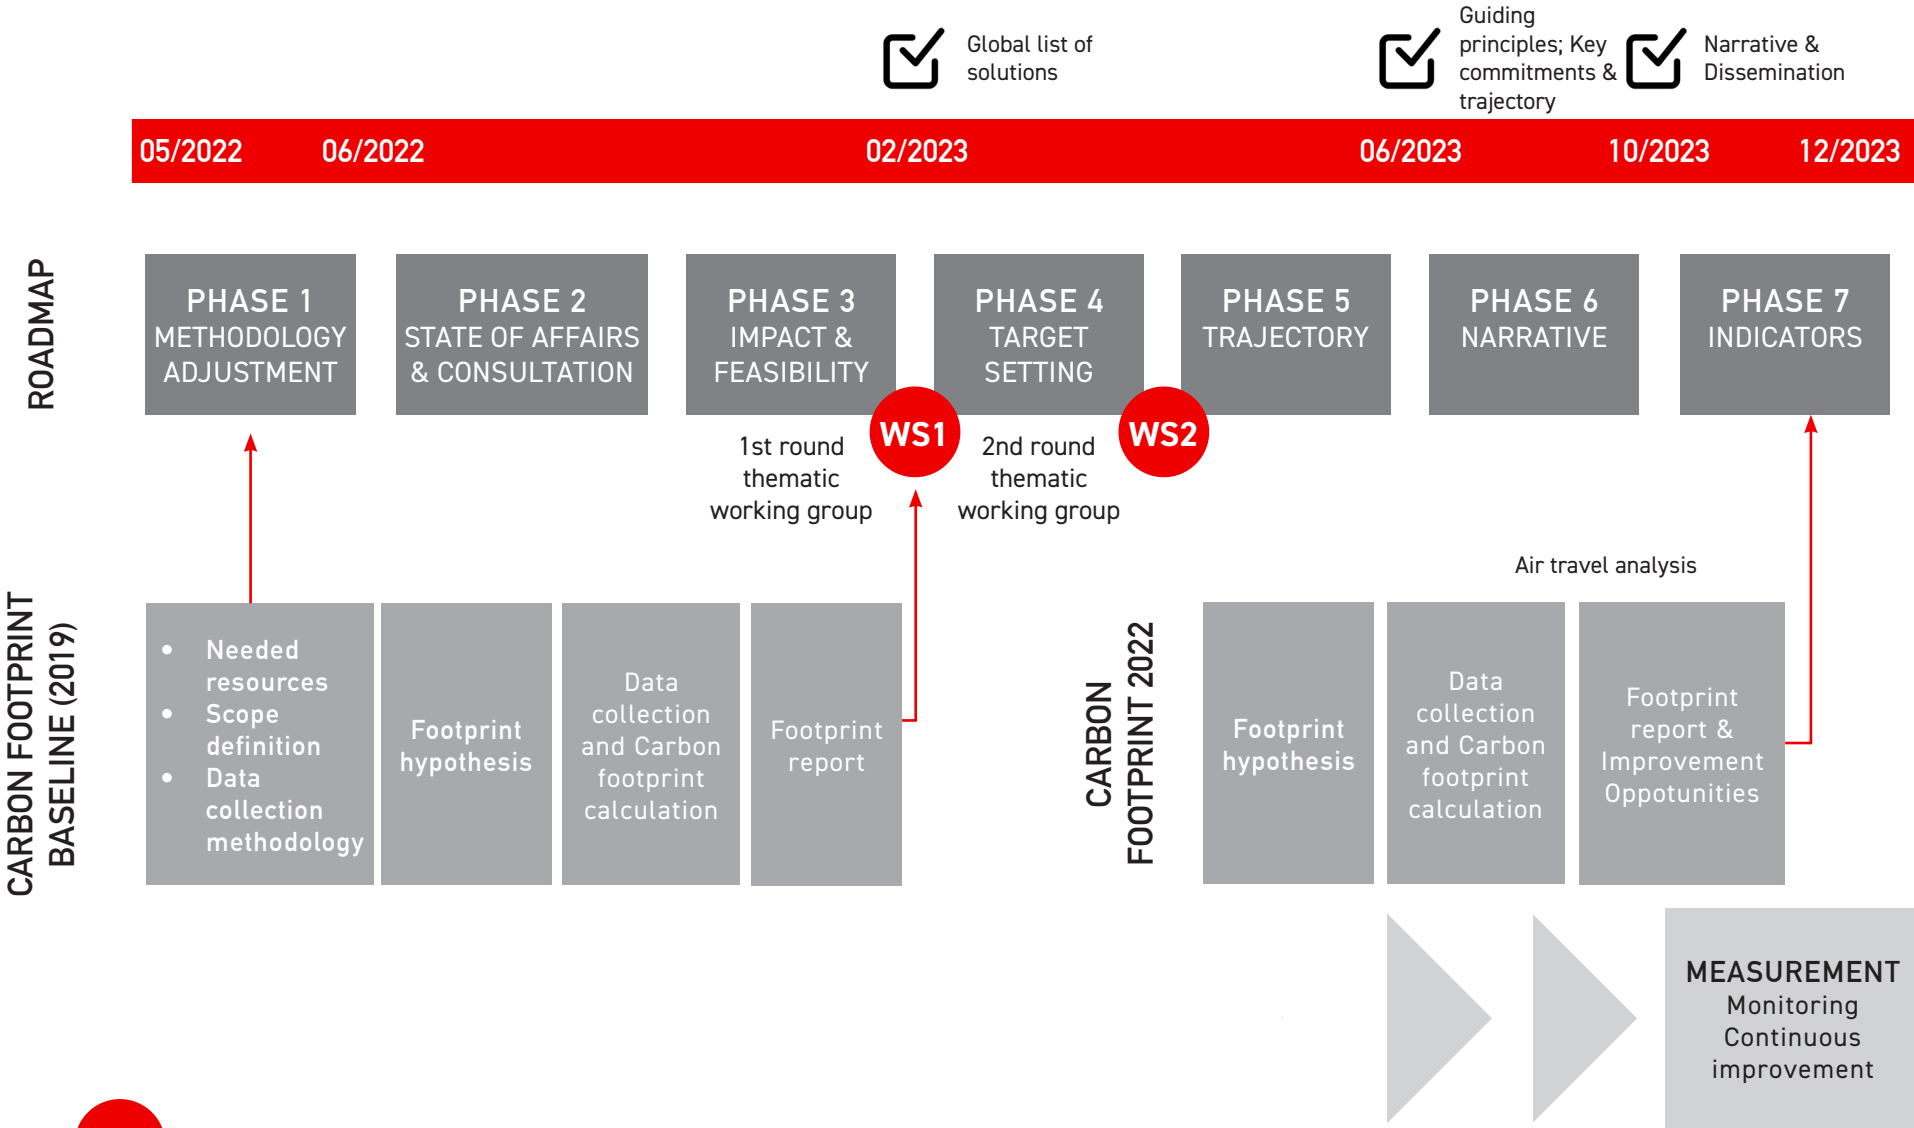 Global list of
solutions
Guiding
principles; Key
commitments &
trajectory
Narrative &
Dissemination
05/2022
06/2022
02/2023
06/2023
10/2023
12/2023
ROADMAP
PHASE 1
METHODOLOGY
ADJUSTMENT
PHASE 2
STATE OF AFFAIRS
& CONSULTATION
PHASE 3
IMPACT &
FEASIBILITY
PHASE 4
TARGET
SETTING
PHASE 5
TRAJECTORY
PHASE 6
NARRATIVE
PHASE 7
INDICATORS
1st round
thematic
working group
WS1
2nd round
thematic
working group
WS2
CARBON FOOTPRINT
BASELINE (2019)
• Needed
resources
• Scope
definition
• Data
collection
methodology
Footprint
hypothesis
Data
collection
and Carbon
footprint
calculation
Footprint
report
CARBON
FOOTPRINT 2022
Air travel analysis
Footprint
hypothesis
Data
collection
and Carbon
footprint
calculation
Footprint
report &
Improvement
Oppotunities
MEASUREMENT
Monitoring
Continuous
improvement